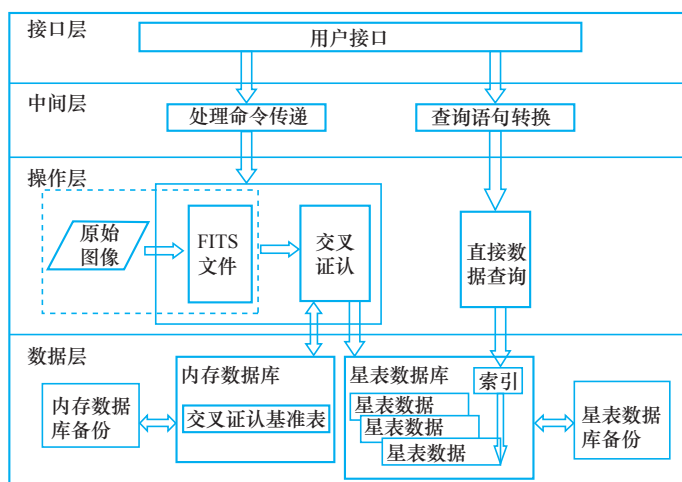 接口层
用户接口
中间层
处理命令传递
查询语句转换
操作层
原始
图像
FITS
文件
交叉
证认
直接数
据查询
数据层
内存数据
库备份
内存数据库
交叉证认基准表
星表数据库
索引
星表数据
星表数据
星表数据
星表数据
库备份